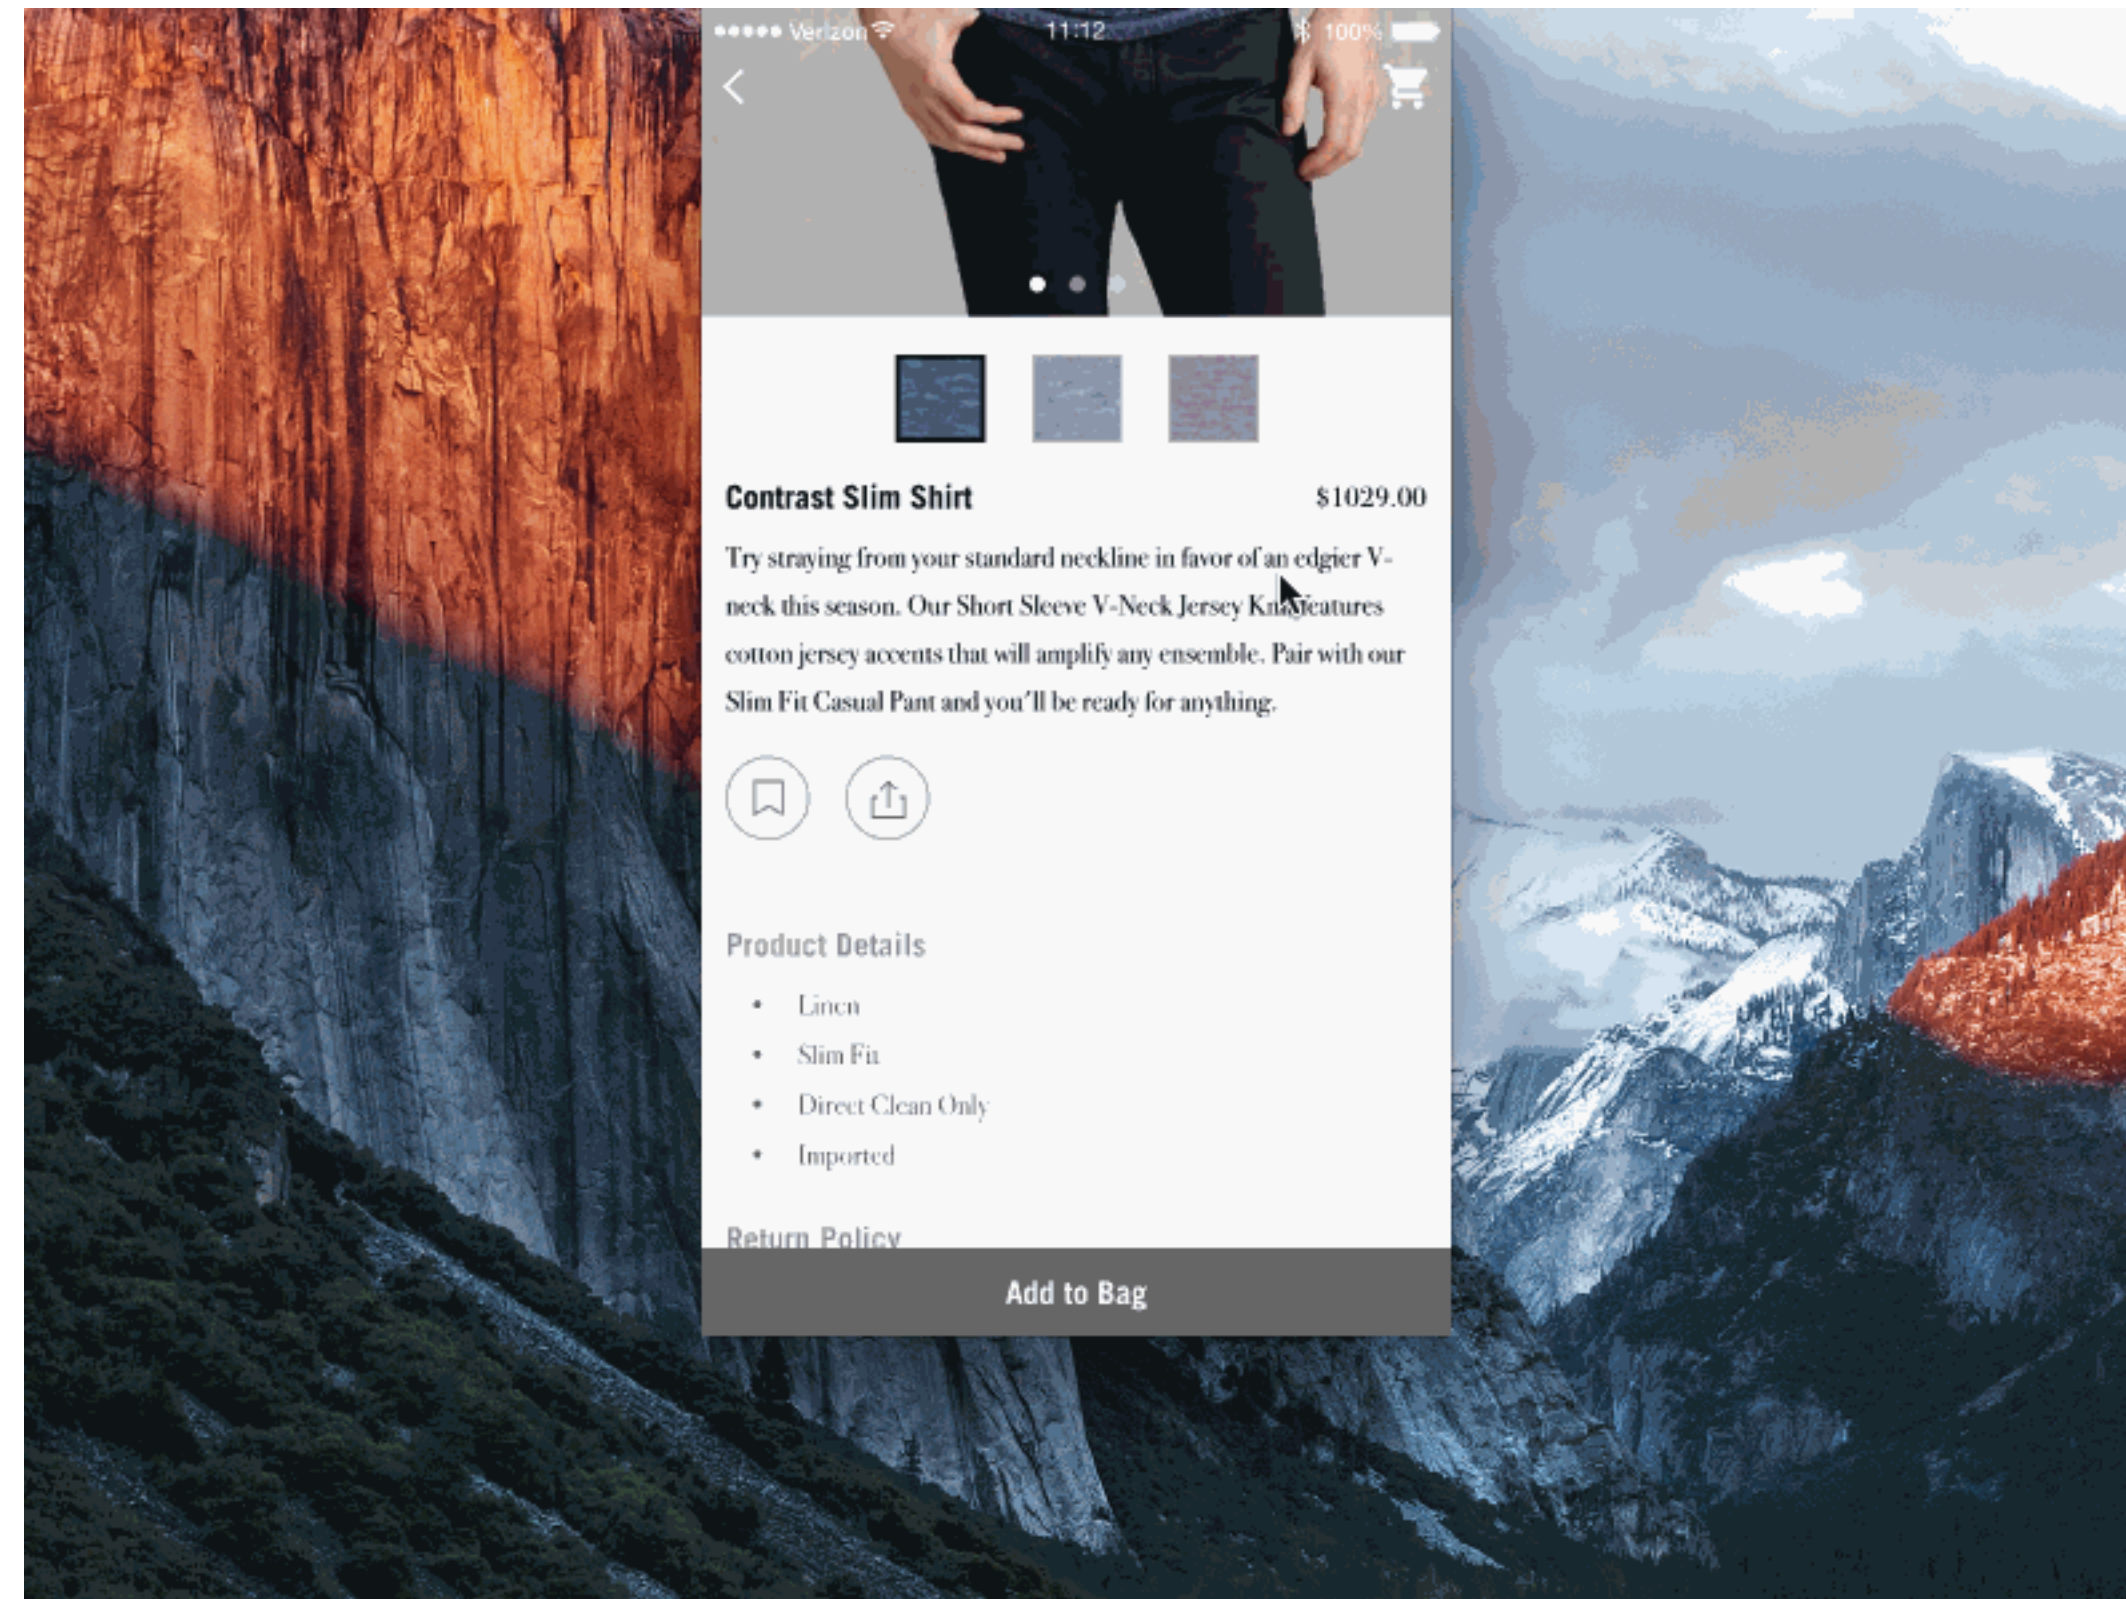 Verizon 11:12 100%
Contrast Slim Shirt $1029.00
Try straying from your standard neckline in favor of an edgier V-
neck this season. Our Short Sleeve V-Neck Jersey features
cotton jersey accents that will amplify any ensemble. Pair with our
Slim Fit Casual Pant and you'll be ready for anything.
Product Details
• Linen
• Slim Fit
• Direct Clean Only
• Imported
Return Policy
Add to Bag